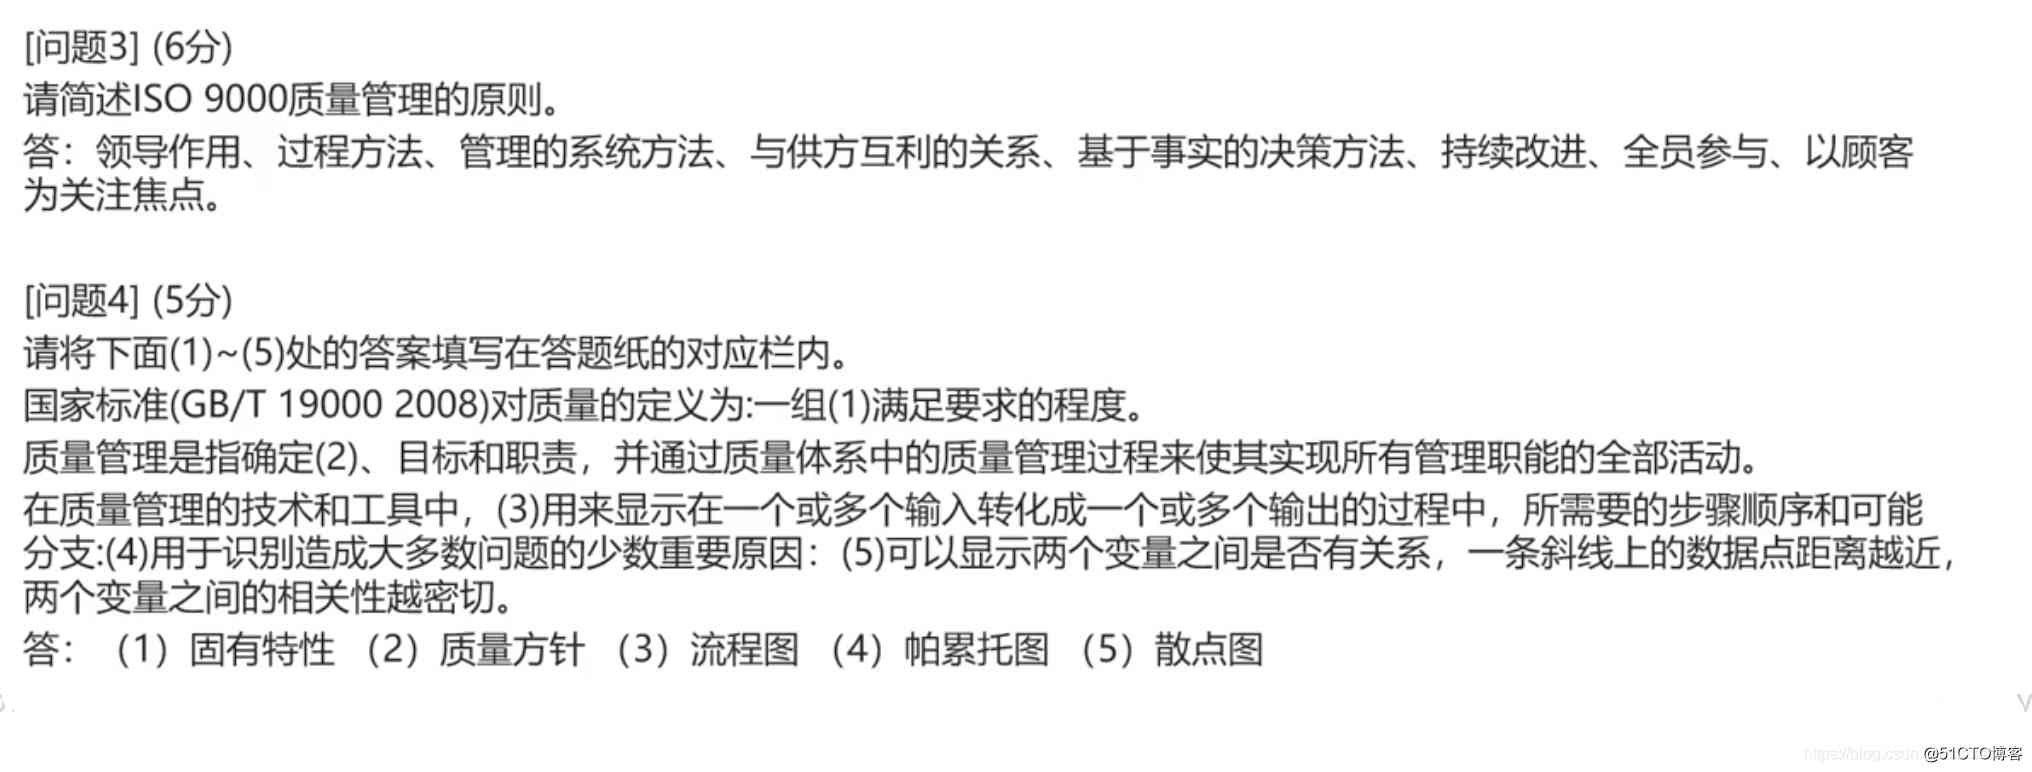 [问题3] (6分)
请简述ISO 9000质量管理的原则。
答：领导作用、过程方法、管理的系统方法、与供方互利的关系、基于事实的决策方法、持续改进、全员参与、以顾客
为关注焦点。
[问题4] (5分)
请将下面(1)~(5)处的答案填写在答题纸的对应栏内。
国家标准(GB/T 19000 2008)对质量的定义为:一组(1)满足要求的程度。
质量管理是指确定(2)、目标和职责，并通过质量体系中的质量管理过程来使其实现所有管理职能的全部活动。
在质量管理的技术和工具中，(3)用来显示在一个或多个输入转化成一个或多个输出的过程中，所需要的步骤顺序和可能
分支:(4)用于识别造成大多数问题的少数重要原因：(5)可以显示两个变量之间是否有关系，一条斜线上的数据点距离越近，
两个变量之间的相关性越密切。
答：（1）固有特性 （2）质量方针 （3）流程图 （4）帕累托图 （5）散点图
https://blog.csdn @51CTO博客